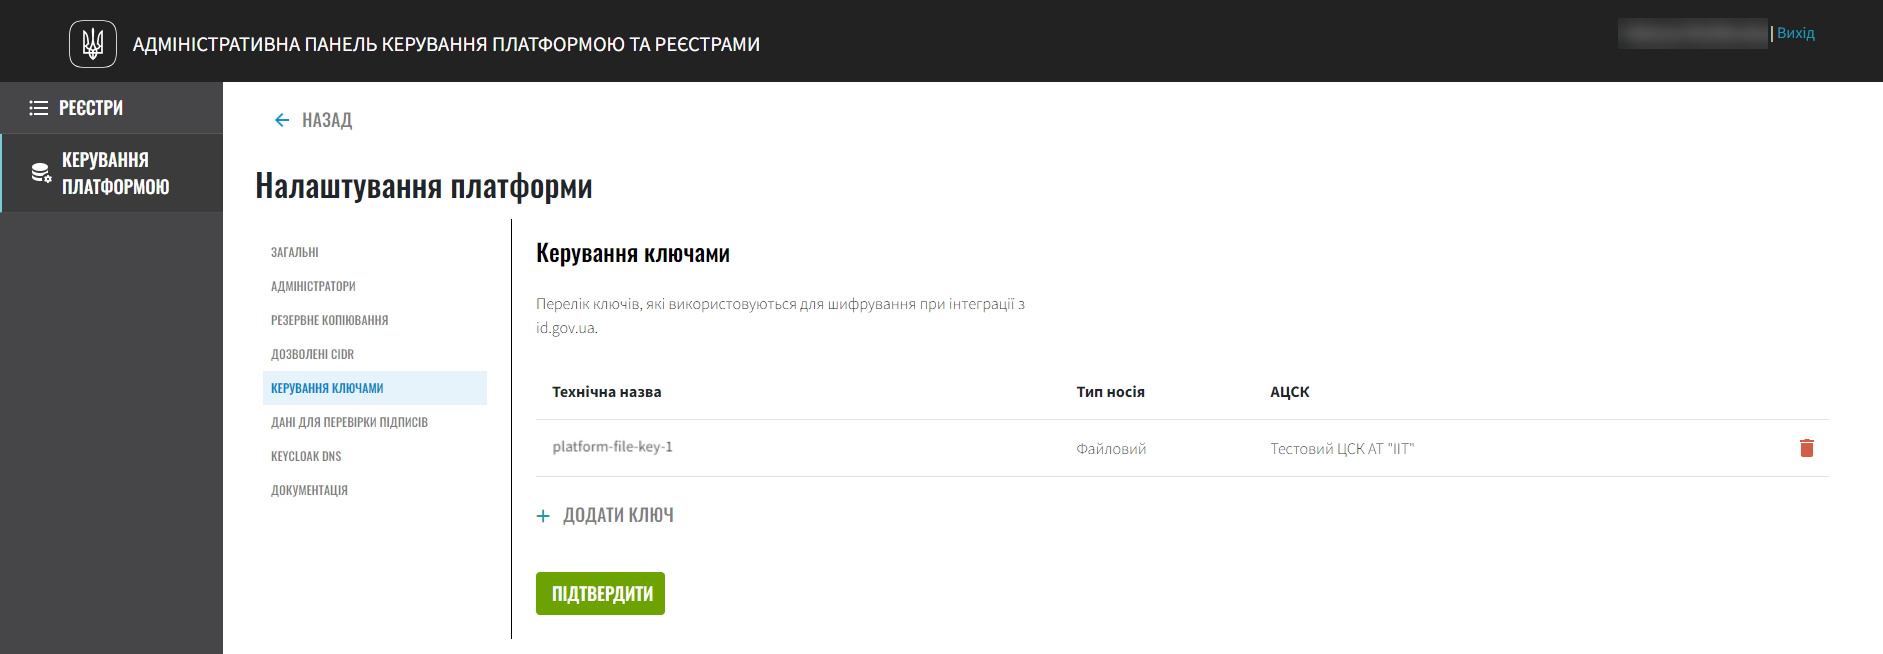 АДМІНІСТРАТИВНА ПАНЕЛЬ КЕРУВАННЯ ПЛАТФОРМОЮ ТА РЕЄСТРАМИ
Вихід
РЕЄСТРИ
КЕРУВАННЯ
ПЛАТФОРМОЮ
НАЗАД
Налаштування платформи
ЗАГАЛЬНІ
АДМІНІСТРАТОРИ
РЕЗЕРВНЕ КОПІЮВАННЯ
ДОЗВОЛЕНІ CIDR
КЕРУВАННЯ КЛЮЧАМИ
ДАНІ ДЛЯ ПЕРЕВІРКИ ПІДПИСІВ
KEYCLOAK DNS
ДОКУМЕНТАЦІЯ
Керування ключами
Перелік ключів, які використовуються для шифрування при інтеграції з
id.gov.ua.
Технічна назва Тип носія АЦСК
platform-file-key-1 Файловий Тестовий ЦСК АТ "ІІТ"
ДОДАТИ КЛЮЧ
ПІДТВЕРДИТИ